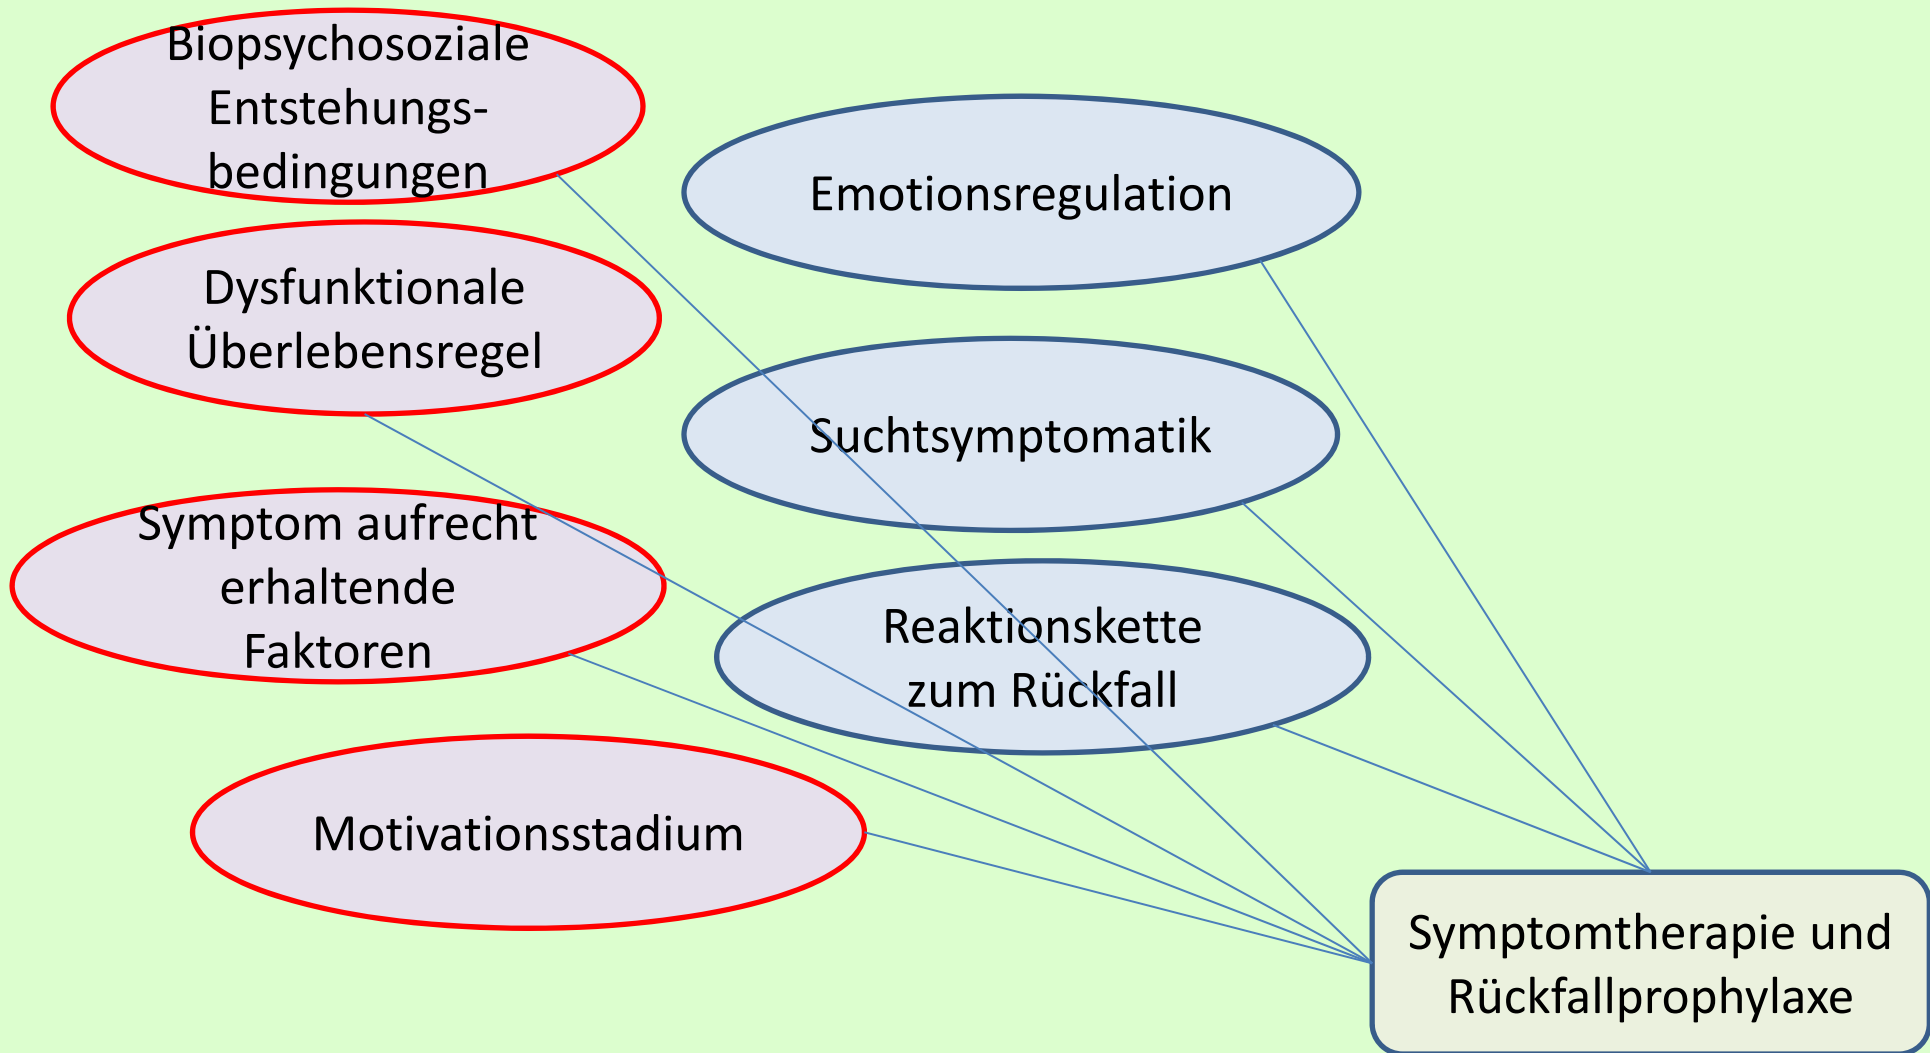 Biopsychosoziale
Entstehungs-
bedingungen
Dysfunktionale
Überlebensregel
Symptom aufrecht
erhaltende
Faktoren
Motivationsstadium
Emotionsregulation
Suchtsymptomatik
Reaktionskette
zum Rückfall
Symptomtherapie und
Rückfallprophylaxe